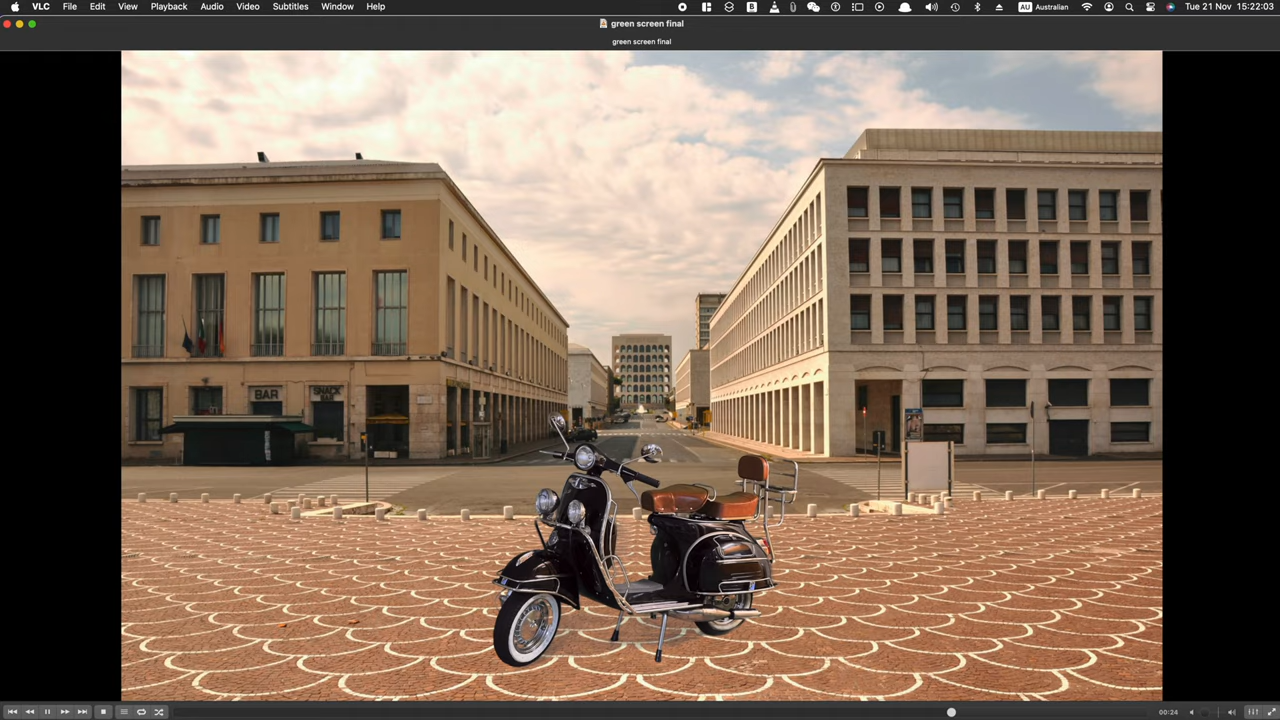 VLC File Edit View Playback Audio Video Subtitles Window Help AU Australian Tue 21 Nov 15:22:03
green screen final
green screen final
BAR
SNACK
BAR
00:24